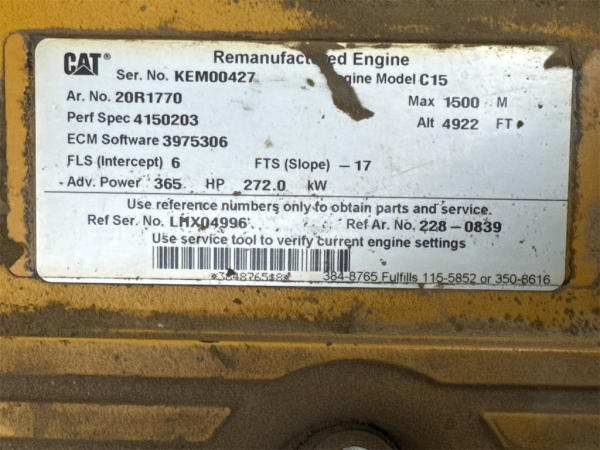 CAT® Remanufactured Engine
Ser. No. KEM00427 Engine Model C15
Ar. No. 20R1770 Max 1500 M
Perf Spec 4150203 Alt 4922 FT
ECM Software 3975306
FLS (Intercept) 6 FTS (Slope) -17
Adv. Power 365 HP 272.0 kW
Use reference numbers only to obtain parts and service.
Ref Ser. No. LHX04996 Ref Ar. No. 228-0839
Use service tool to verify current engine settings
384-8765 Fulfills 115-5852 or 350-8616